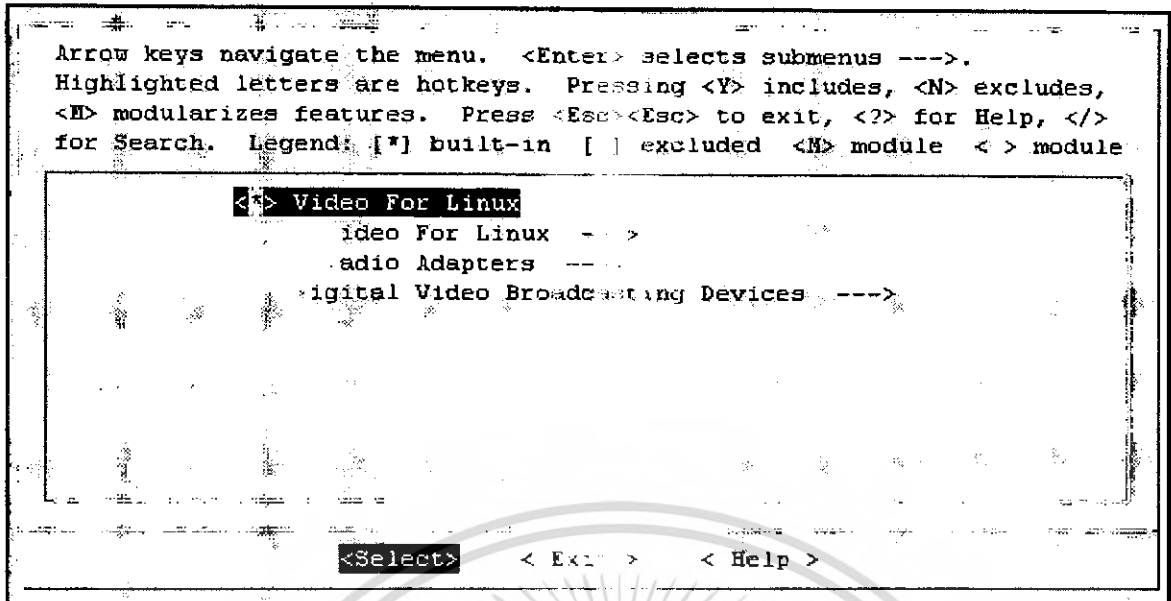 Arrow keys navigate the menu. <Enter> selects submenus --->.
Highlighted letters are hotkeys. Pressing <Y> includes, <N> excludes,
<M> modularizes features. Press <Esc><Esc> to exit, <?> for Help, </>
for Search. Legend: [*] built-in [ ] excluded <M> module < > module
<*> Video For Linux
ideo For Linux - >
adio Adapters --
igital Video Broadcasting Devices --->
<Select> < Exi > < Help >